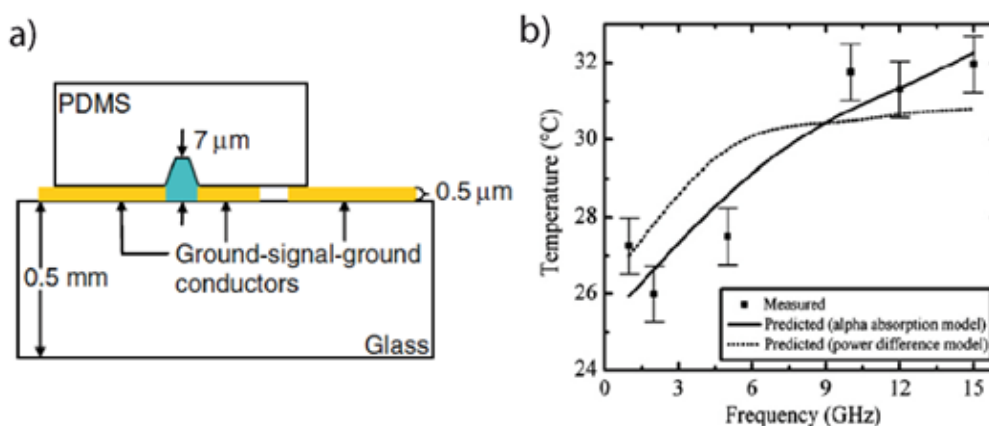 a)
PDMS
7 μm
0.5 μm
0.5 mm
Ground-signal-ground
conductors
Glass
b)
Temperature (°C)
32
30
28
26
24
Measured
Predicted (alpha absorption model)
Predicted (power difference model)
0 3 6 9 12 15
Frequency (GHz)